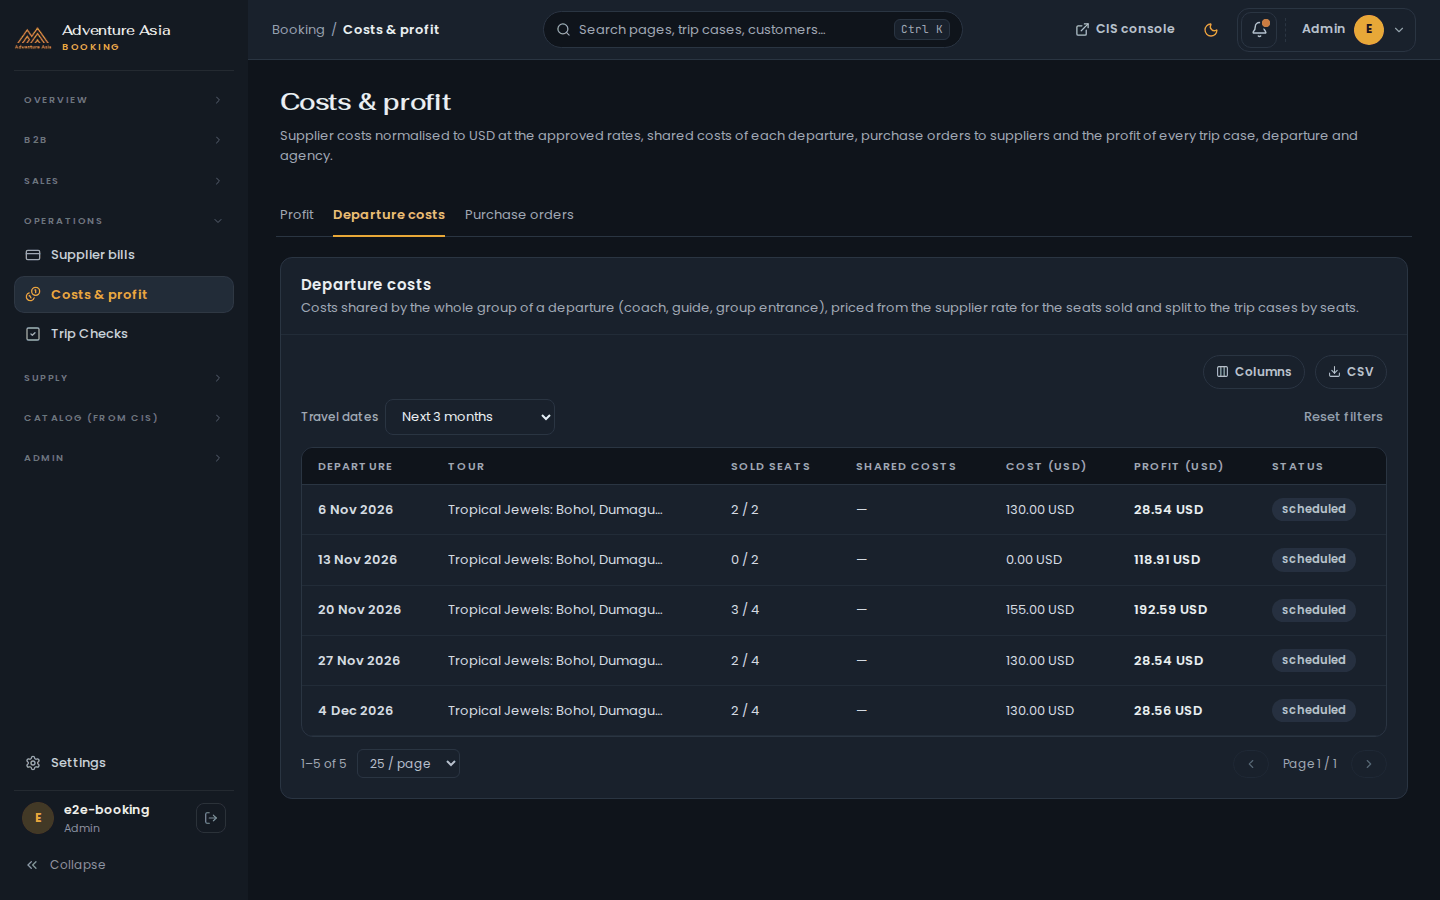 Adventure Asia
BOOKING
Adventure Asia
OVERVIEW
B2B
SALES
OPERATIONS
Supplier bills
Costs & profit
Trip Checks
SUPPLY
CATALOG (FROM CIS)
ADMIN
Settings
E
e2e-booking
Admin
Collapse
Booking / Costs & profit
Search pages, trip cases, customers...
Ctrl K
CIS console
Admin
E
Costs & profit
Supplier costs normalised to USD at the approved rates, shared costs of each departure, purchase orders to suppliers and the profit of every trip case, departure and
agency.
Profit
Departure costs
Purchase orders
Departure costs
Costs shared by the whole group of a departure (coach, guide, group entrance), priced from the supplier rate for the seats sold and split to the trip cases by seats.
Columns
CSV
Travel dates
Next 3 months
Reset filters
DEPARTURE TOUR SOLD SEATS SHARED COSTS COST (USD) PROFIT (USD) STATUS
6 Nov 2026 Tropical Jewels: Bohol, Dumagu... 2 / 2 — 130.00 USD 28.54 USD scheduled
13 Nov 2026 Tropical Jewels: Bohol, Dumagu... 0 / 2 — 0.00 USD 118.91 USD scheduled
20 Nov 2026 Tropical Jewels: Bohol, Dumagu... 3 / 4 — 155.00 USD 192.59 USD scheduled
27 Nov 2026 Tropical Jewels: Bohol, Dumagu... 2 / 4 — 130.00 USD 28.54 USD scheduled
4 Dec 2026 Tropical Jewels: Bohol, Dumagu... 2 / 4 — 130.00 USD 28.56 USD scheduled
1–5 of 5
25 / page
Page 1 / 1